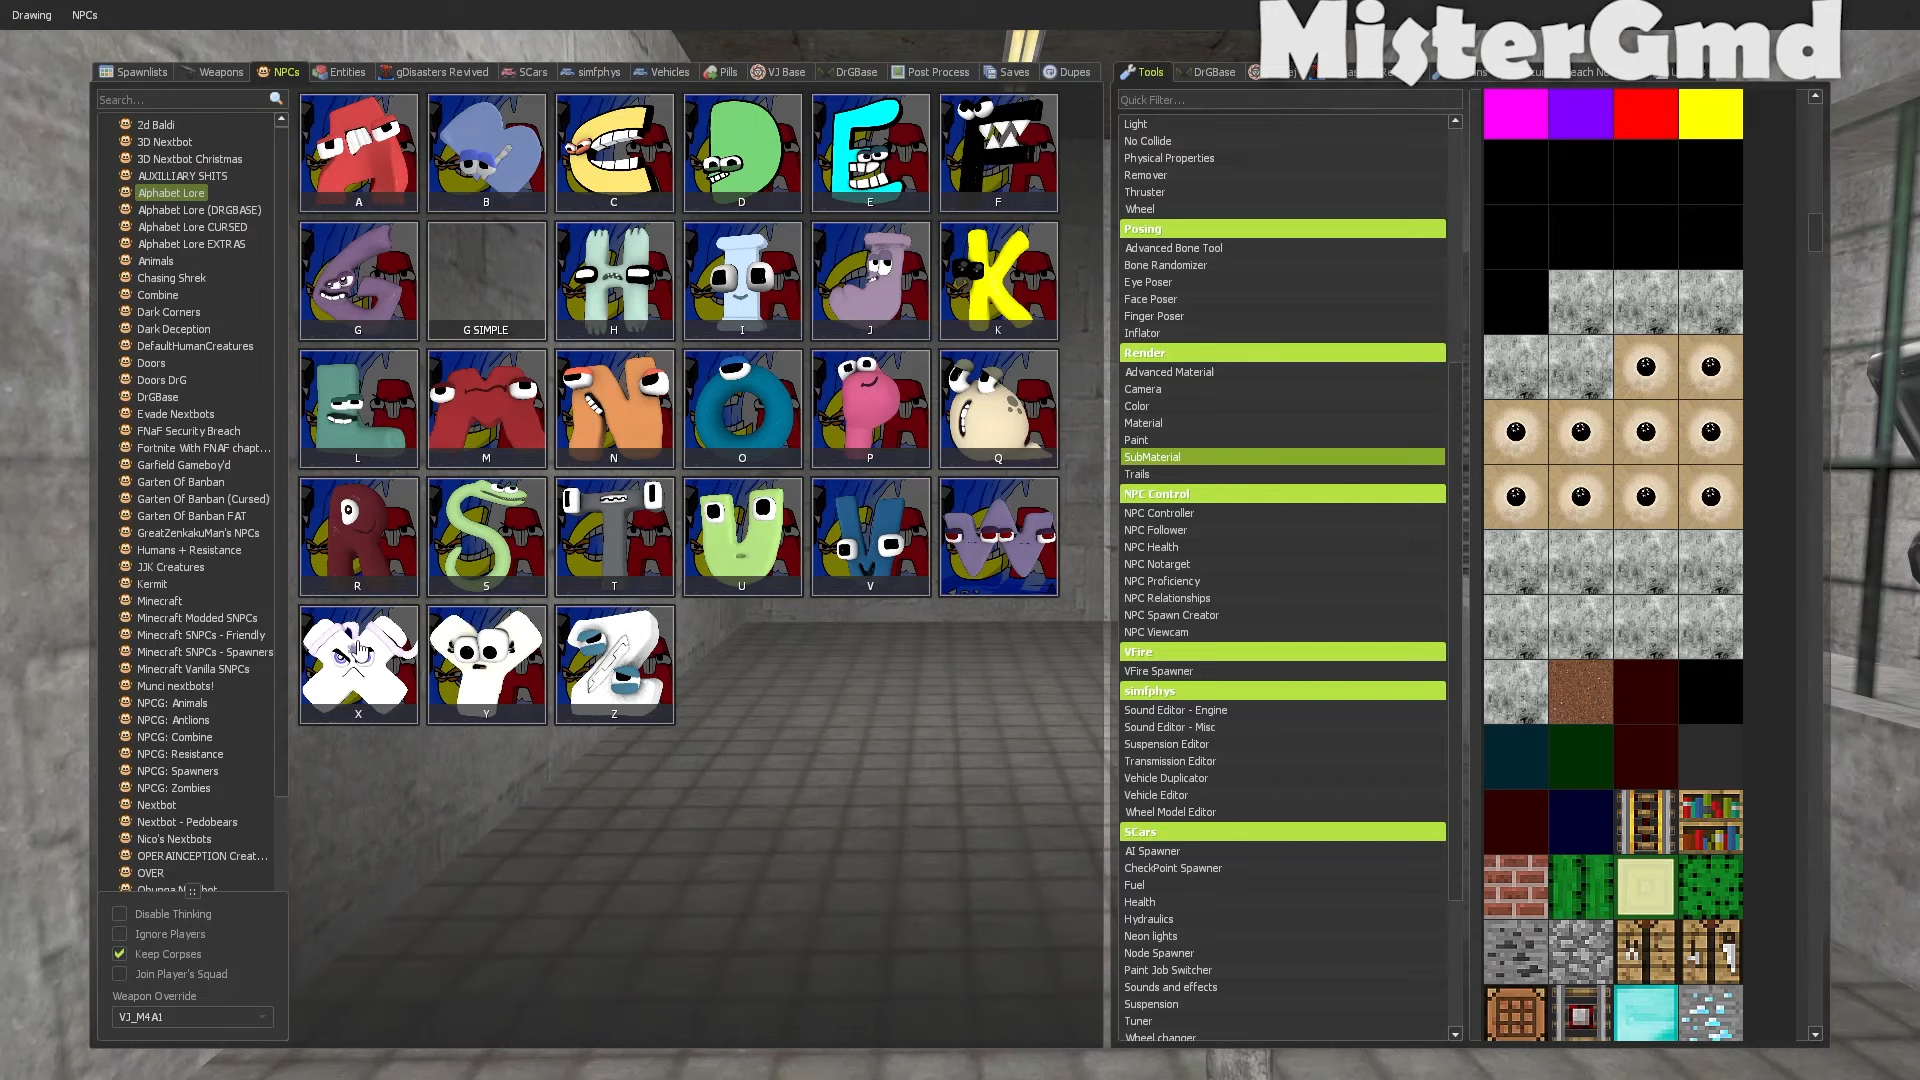 Drawing NPCs
MisterGmd
Spawnlists Weapons NPCs Entities gDisasters Revived SCars simfphys Vehicles Pills VJ Base DrGBase Post Process Saves Dupes
Tools DrGBase
Search...
2d Baldi
3D Nextbot
3D Nextbot Christmas
AUXILLIARY SHITS
Alphabet Lore
Alphabet Lore (DRGBASE)
Alphabet Lore CURSED
Alphabet Lore EXTRAS
Animals
Chasing Shrek
Combine
Dark Corners
Dark Deception
DefaultHumanCreatures
Doors
Doors DrG
DrGBase
Evade Nextbots
FNaF Security Breach
Fortnite With FNAF chapt...
Garfield Gameboy'd
Garten Of Banban
Garten Of Banban (Cursed)
Garten Of Banban FAT
GreatZenkakuMan's NPCs
Humans + Resistance
JJK Creatures
Kermit
Minecraft
Minecraft Modded SNPCs
Minecraft SNPCs - Friendly
Minecraft SNPCs - Spawners
Minecraft Vanilla SNPCs
Munci nextbots!
NPCG: Animals
NPCG: Antlions
NPCG: Combine
NPCG: Resistance
NPCG: Spawners
NPCG: Zombies
Nextbot
Nextbot - Pedobears
Nico's Nextbots
OPERAINCEPTION Creat...
OVER
Disable Thinking
Ignore Players
Keep Corpses
Join Player's Squad
Weapon Override
VJ_M4A1
A B C D E F
G G SIMPLE H I J K
L M N O P Q
R S T U V
X Y Z
Quick Filter...
Light
No Collide
Physical Properties
Remover
Thruster
Wheel
Posing
Advanced Bone Tool
Bone Randomizer
Eye Poser
Face Poser
Finger Poser
Inflator
Render
Advanced Material
Camera
Color
Material
Paint
SubMaterial
Trails
NPC Control
NPC Controller
NPC Follower
NPC Health
NPC Notarget
NPC Proficiency
NPC Relationships
NPC Spawn Creator
NPC Viewcam
VFire
VFire Spawner
simfphys
Sound Editor - Engine
Sound Editor - Misc
Suspension Editor
Transmission Editor
Vehicle Duplicator
Vehicle Editor
Wheel Model Editor
SCars
AI Spawner
CheckPoint Spawner
Fuel
Health
Hydraulics
Neon lights
Node Spawner
Paint Job Switcher
Sounds and effects
Suspension
Tuner
Wheel changer